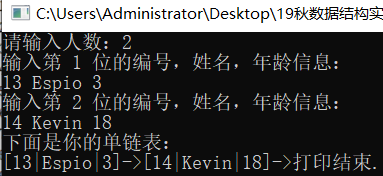 C:\Users\Administrator\Desktop\19秋数据结构实
请输入人数：2
输入第 1 位的编号，姓名，年龄信息：
13 Espio 3
输入第 2 位的编号，姓名，年龄信息：
14 Kevin 18
下面是你的单链表：
[13|Espio|3]->[14|Kevin|18]->打印结束.